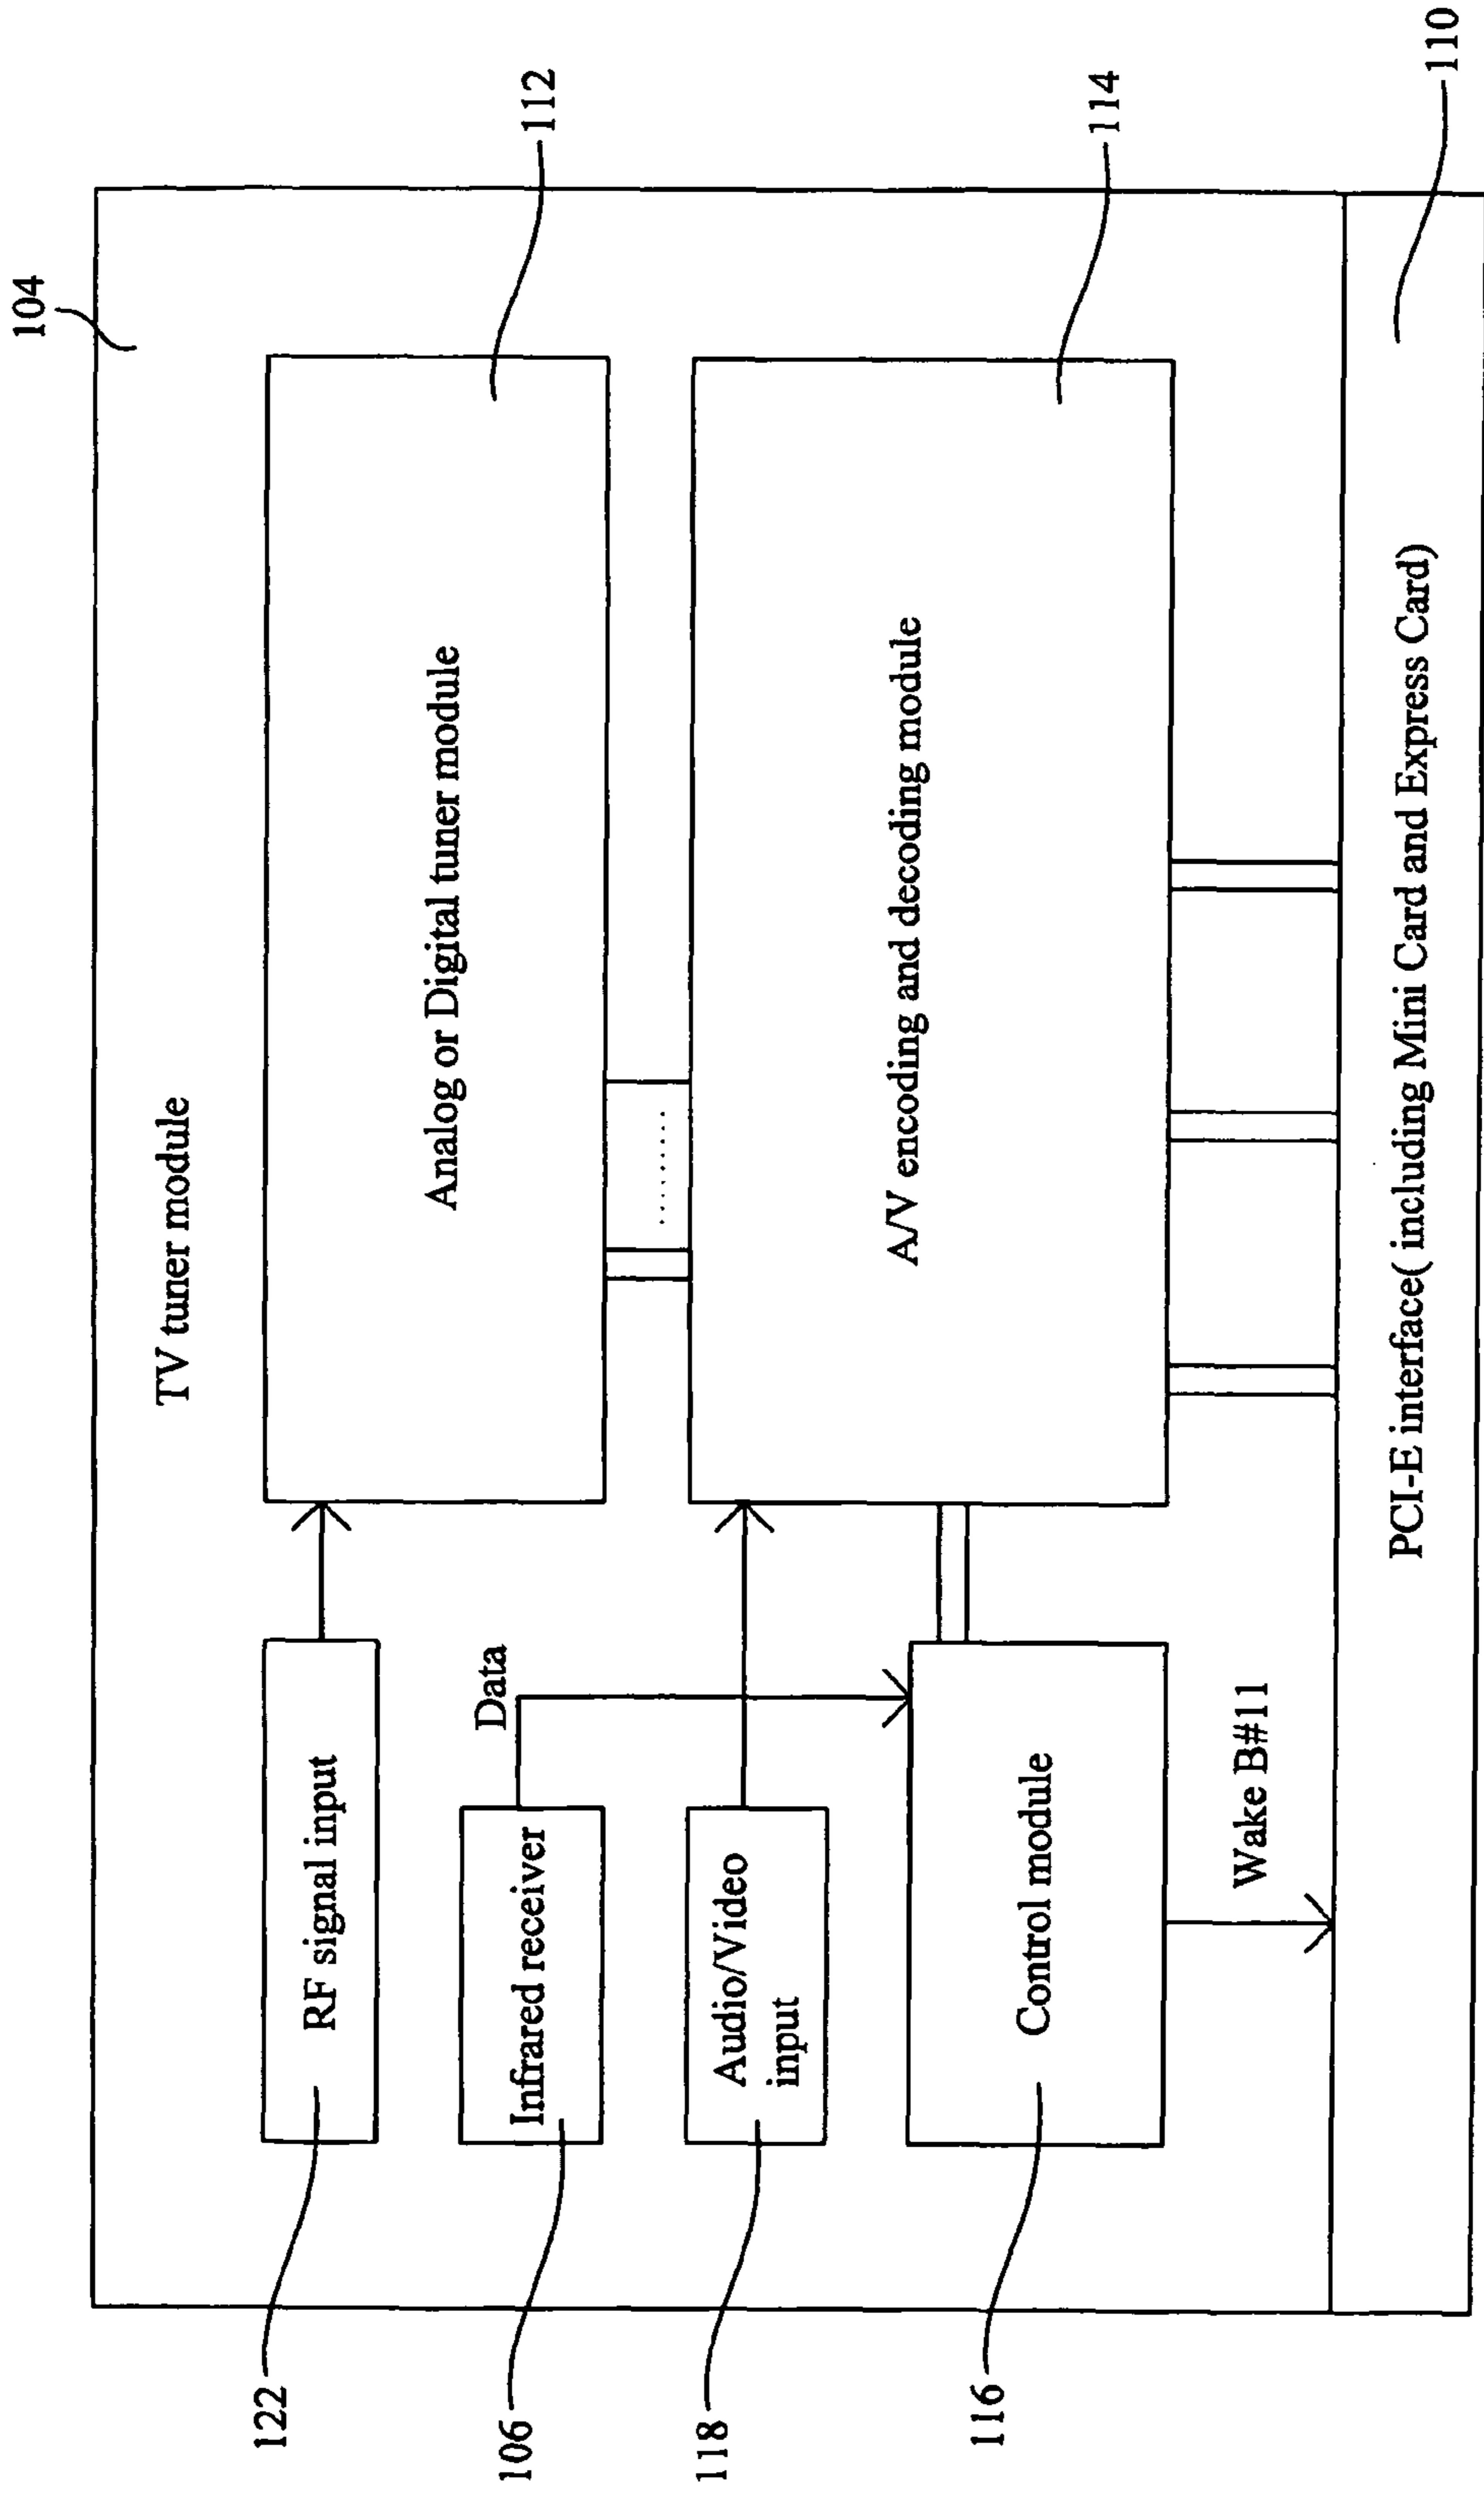 104
TV tuner module
112
Analog or Digital tuner module
114
A/V encoding and decoding module
122
RF signal input
106
Infrared receiver
Data
118
Audio/Video
input
116
Control module
Wake B#11
110
PCI-E interface( including Mini Card and Express Card)